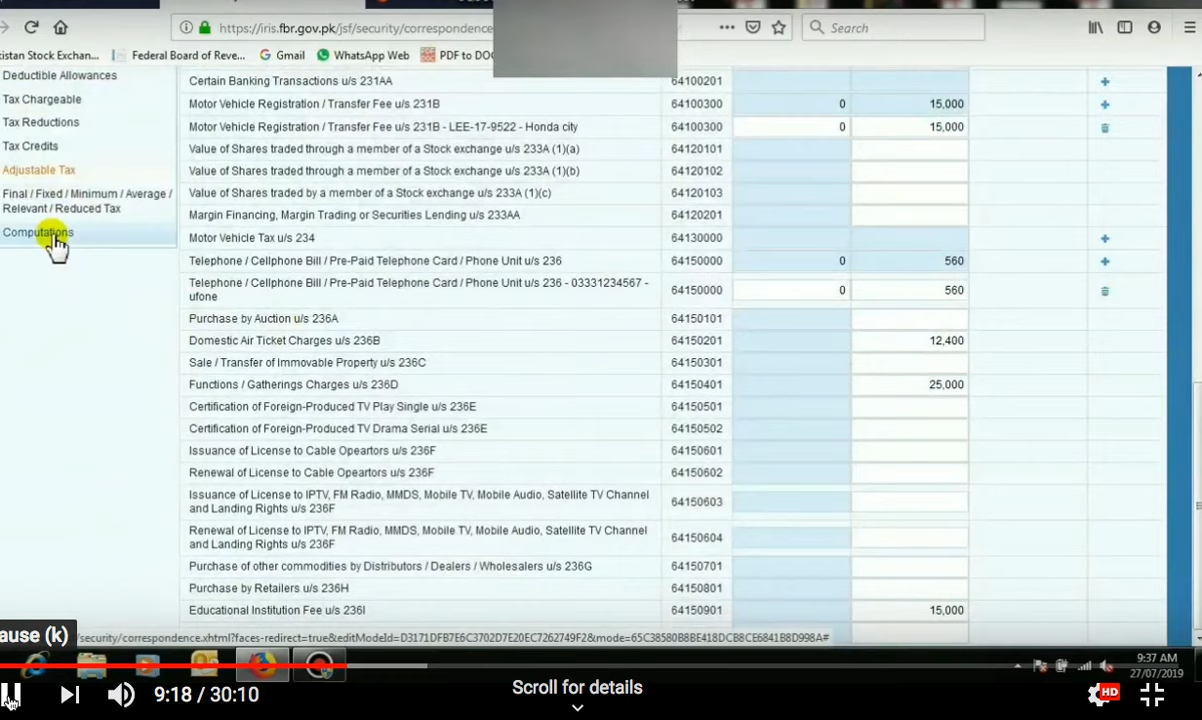 https://iris.fbr.gov.pk/jsf/security/correspondence
Search
istan Stock Exchan...
Federal Board of Reve...
Gmail
WhatsApp Web
PDF to DOC
Deductible Allowances
Tax Chargeable
Tax Reductions
Tax Credits
Adjustable Tax
Final / Fixed / Minimum / Average /
Relevant / Reduced Tax
Computations
Certain Banking Transactions u/s 231AA 64100201
Motor Vehicle Registration / Transfer Fee u/s 231B 64100300 0 15,000
Motor Vehicle Registration / Transfer Fee u/s 231B - LEE-17-9522 - Honda city 64100300 0 15,000
Value of Shares traded through a member of a Stock exchange u/s 233A (1)(a) 64120101
Value of Shares traded through a member of a Stock exchange u/s 233A (1)(b) 64120102
Value of Shares traded by a member of a Stock exchange u/s 233A (1)(c) 64120103
Margin Financing, Margin Trading or Securities Lending u/s 233AA 64120201
Motor Vehicle Tax u/s 234 64130000
Telephone / Cellphone Bill / Pre-Paid Telephone Card / Phone Unit u/s 236 64150000 0 560
Telephone / Cellphone Bill / Pre-Paid Telephone Card / Phone Unit u/s 236 - 03331234567 -
ufone 64150000 0 560
Purchase by Auction u/s 236A 64150101
Domestic Air Ticket Charges u/s 236B 64150201 12,400
Sale / Transfer of Immovable Property u/s 236C 64150301
Functions / Gatherings Charges u/s 236D 64150401 25,000
Certification of Foreign-Produced TV Play Single u/s 236E 64150501
Certification of Foreign-Produced TV Drama Serial u/s 236E 64150502
Issuance of License to Cable Opeartors u/s 236F 64150601
Renewal of License to Cable Opeartors u/s 236F 64150602
Issuance of License to IPTV, FM Radio, MMDS, Mobile TV, Mobile Audio, Satellite TV Channel
and Landing Rights u/s 236F 64150603
Renewal of License to IPTV, FM Radio, MMDS, Mobile TV, Mobile Audio, Satellite TV Channel
and Landing Rights u/s 236F 64150604
Purchase of other commodities by Distributors / Dealers / Wholesalers u/s 236G 64150701
Purchase by Retailers u/s 236H 64150801
Educational Institution Fee u/s 236I 64150901 15,000
ause (k)
/security/correspondence.xhtml?faces-redirect=true&editModeId=D3171DFB7E6C3702D7E20EC7262749F2&mode=65C38580B8BE418DCB8CE6841B8D998A#
9:37 AM
27/07/2019
9:18 / 30:10
Scroll for details
HD